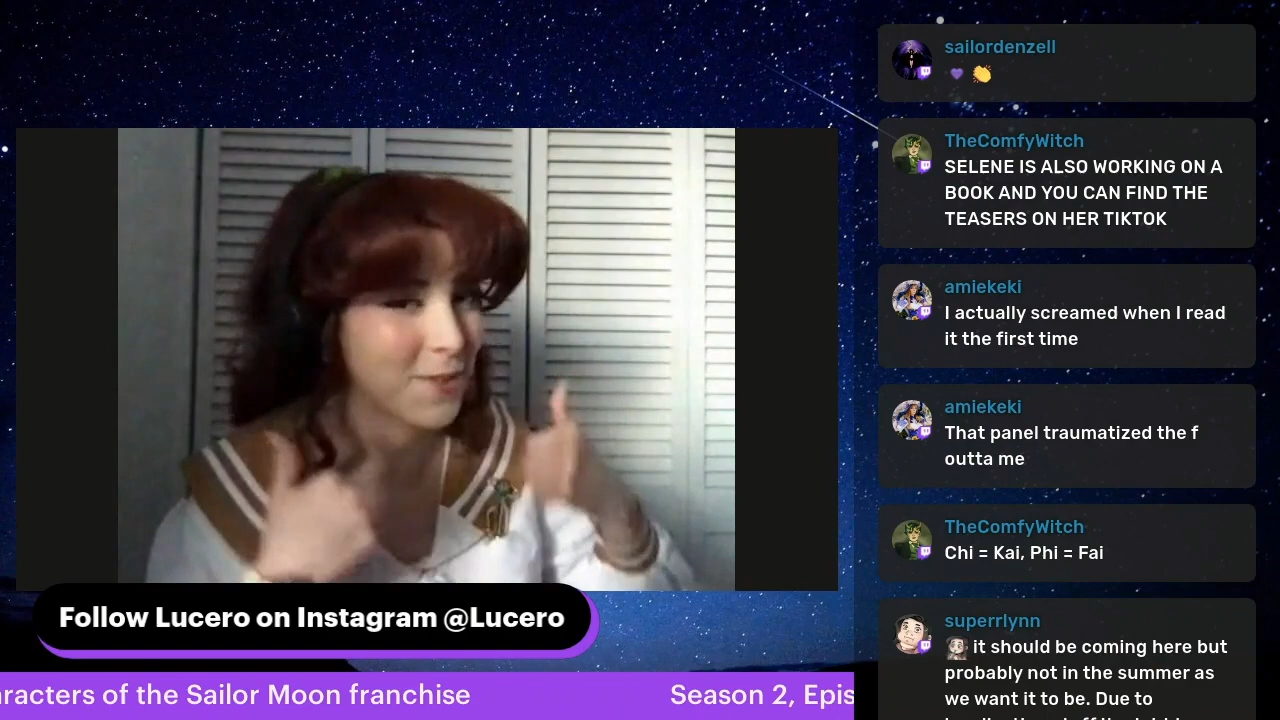 sailordenzell
TheComfyWitch
SELENE IS ALSO WORKING ON A
BOOK AND YOU CAN FIND THE
TEASERS ON HER TIKTOK
amiekeki
I actually screamed when I read
it the first time
amiekeki
That panel traumatized the f
outta me
TheComfyWitch
Chi = Kai, Phi = Fai
superrlynn
it should be coming here but
probably not in the summer as
we want it to be. Due to
Follow Lucero on Instagram @Lucero
aracters of the Sailor Moon franchise
Season 2, Epis